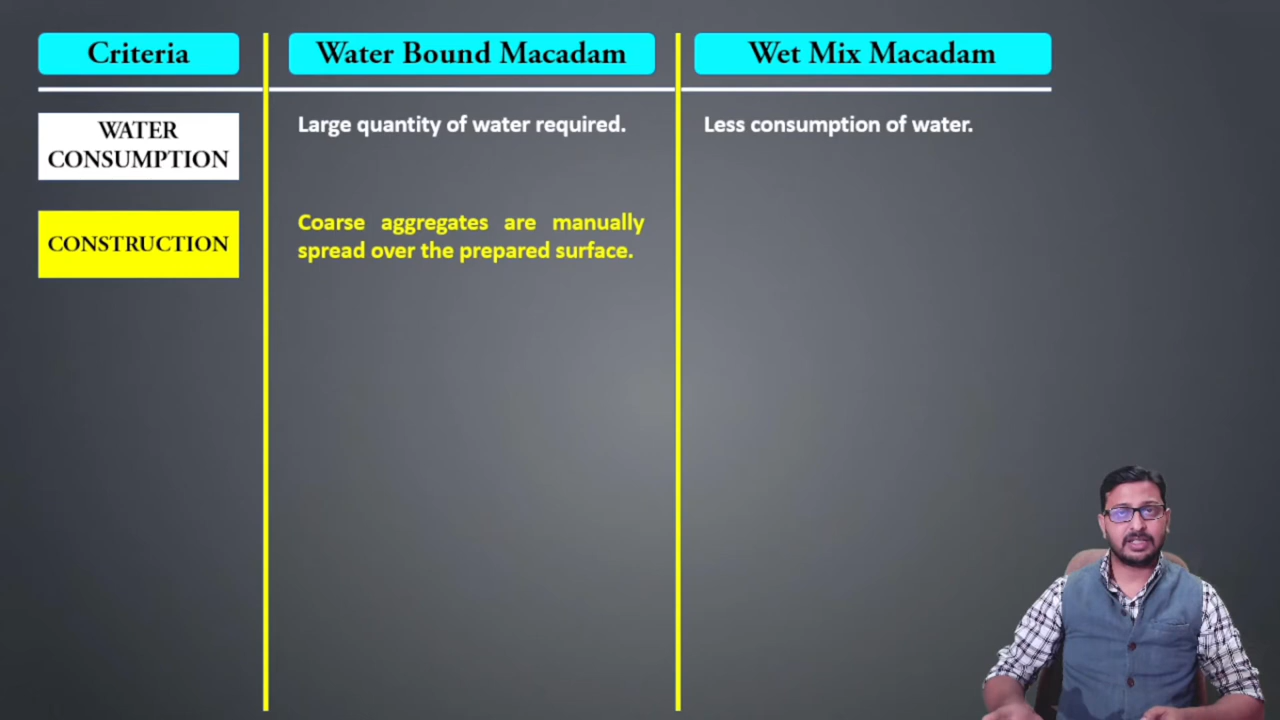 Criteria
Water Bound Macadam
Wet Mix Macadam
WATER
CONSUMPTION
Large quantity of water required.
Less consumption of water.
CONSTRUCTION
Coarse aggregates are manually
spread over the prepared surface.